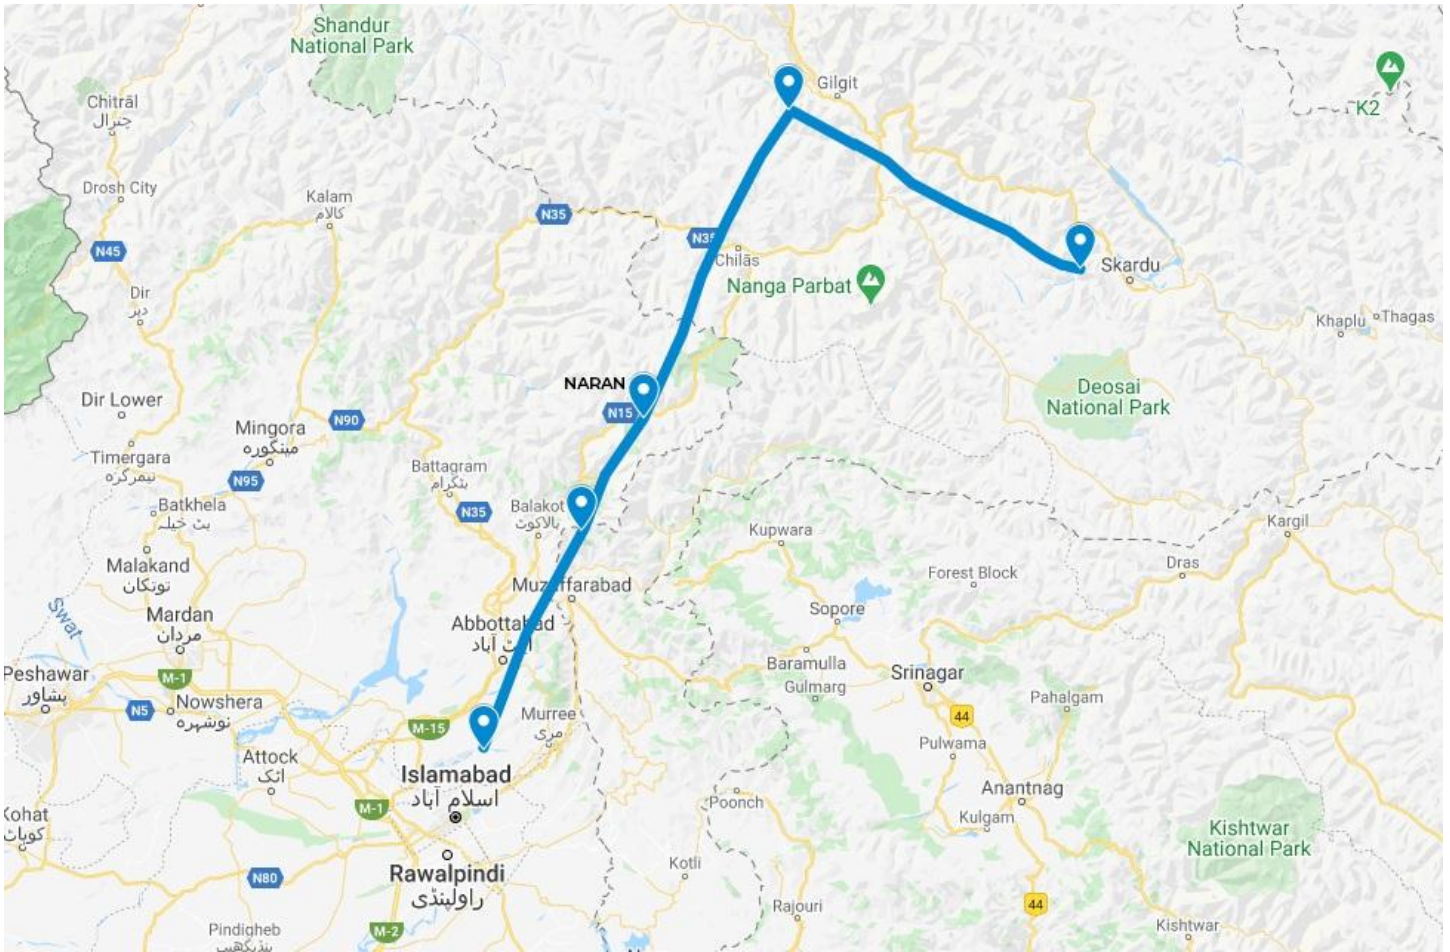 Shandur
National Park
Gilgit
K2
Chitrāl
چترال
Drosh City
Kalam
کالام
N35
N45
N35
Chilās
Skardu
Nanga Parbat
Dir
دیر
Khaplu
Thagas
NARAN
Deosai
National Park
Dir Lower
N15
N90
Mingora
مینگورہ
Timergara
تیمرگرہ
Battagram
بٹگرام
N95
Batkhela
بٹ خیلہ
N35
Balakot
بالاکوٹ
Kupwara
Kargil
Malakand
توتکان
Dras
Forest Block
Muzaffarabad
Swat
Mardan
مردان
Abbottabad
Sopore
Baramulla
Srinagar
Peshawar
پشاور
M-1
Gulmarg
Pahalgam
N5
Nowshera
نوشہرہ
M-15
Murree
مری
44
Pulwama
Attock
اٹک
Islamabad
اسلام آباد
Anantnag
M-1
Poonch
Kulgam
Kohat
کوہاٹ
Kishtwar
National Park
Rawalpindi
راولپنڈی
Kotli
N80
44
Rajouri
M-2
Pindigheb
Kishtwar